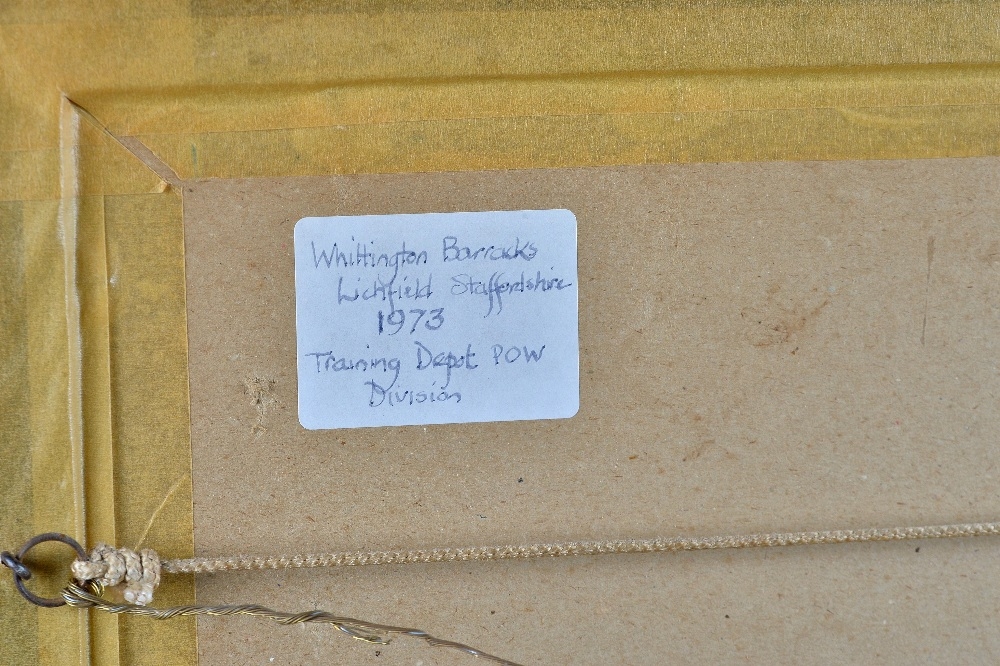 Whittington Barracks
Lichfield Staffordshire
1973
Training Depot POW
Division